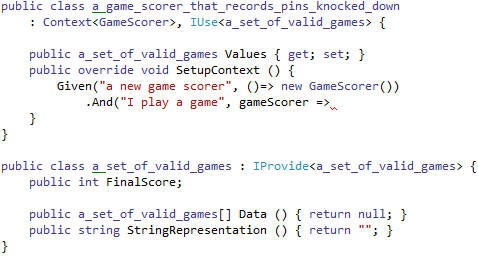 public class a_game_scorer_that_records_pins_knocked_down
    : Context<GameScorer>, IUse<a_set_of_valid_games> {

    public a_set_of_valid_games Values { get; set; }
    public override void SetupContext () {
        Given("a new game scorer", ()=> new GameScorer())
            .And("I play a game", gameScorer =>
    }
}

public class a_set_of_valid_games : IProvide<a_set_of_valid_games> {
    public int FinalScore;

    public a_set_of_valid_games[] Data () { return null; }
    public string StringRepresentation () { return ""; }
}